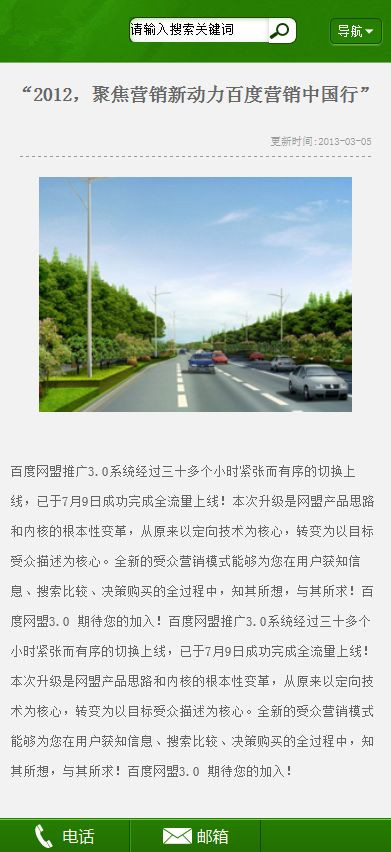 请输入搜索关键词
导航
“2012，聚焦营销新动力百度营销中国行”
更新时间:2013-03-05
百度网盟推广3.0系统经过三十多个小时紧张而有序的切换上
线，已于7月9日成功完成全流量上线！本次升级是网盟产品思路
和内核的根本性变革，从原来以定向技术为核心，转变为以目标
受众描述为核心。全新的受众营销模式能够为您在用户获知信
息、搜索比较、决策购买的全过程中，知其所想，与其所求！百
度网盟3.0 期待您的加入！百度网盟推广3.0系统经过三十多个
小时紧张而有序的切换上线，已于7月9日成功完成全流量上线！
本次升级是网盟产品思路和内核的根本性变革，从原来以定向技
术为核心，转变为以目标受众描述为核心。全新的受众营销模式
能够为您在用户获知信息、搜索比较、决策购买的全过程中，知
其所想，与其所求！百度网盟3.0 期待您的加入！
电话
邮箱